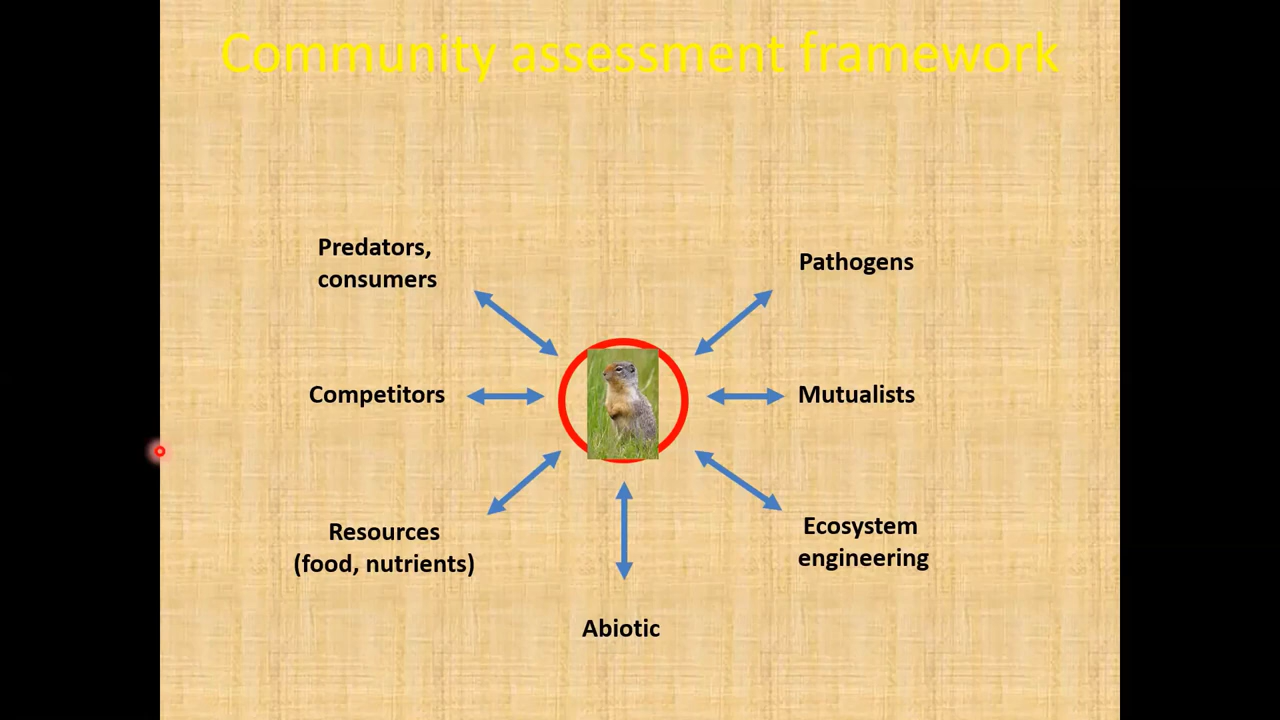 Community assessment framework
Predators,
consumers
Pathogens
Competitors
Mutualists
Resources
(food, nutrients)
Ecosystem
engineering
Abiotic